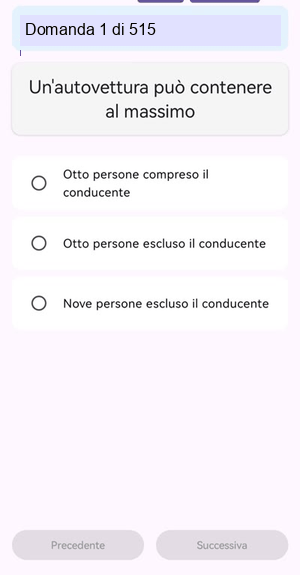 Domanda 1 di 515
Un'autovettura può contenere
al massimo
Otto persone compreso il
conducente
Otto persone escluso il conducente
Nove persone escluso il conducente
Precedente
Successiva